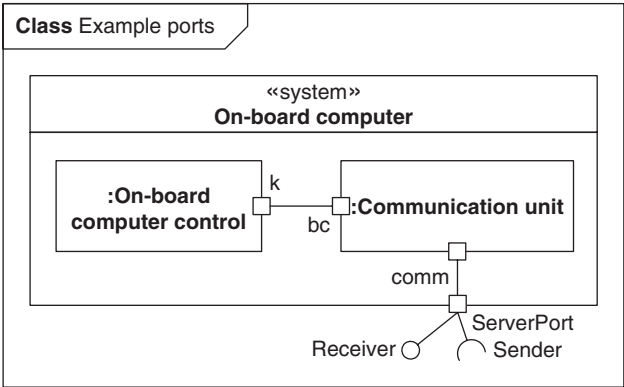 Class Example ports
«system»
On-board computer
:On-board
computer control
k
bc
:Communication unit
comm
ServerPort
Receiver
Sender